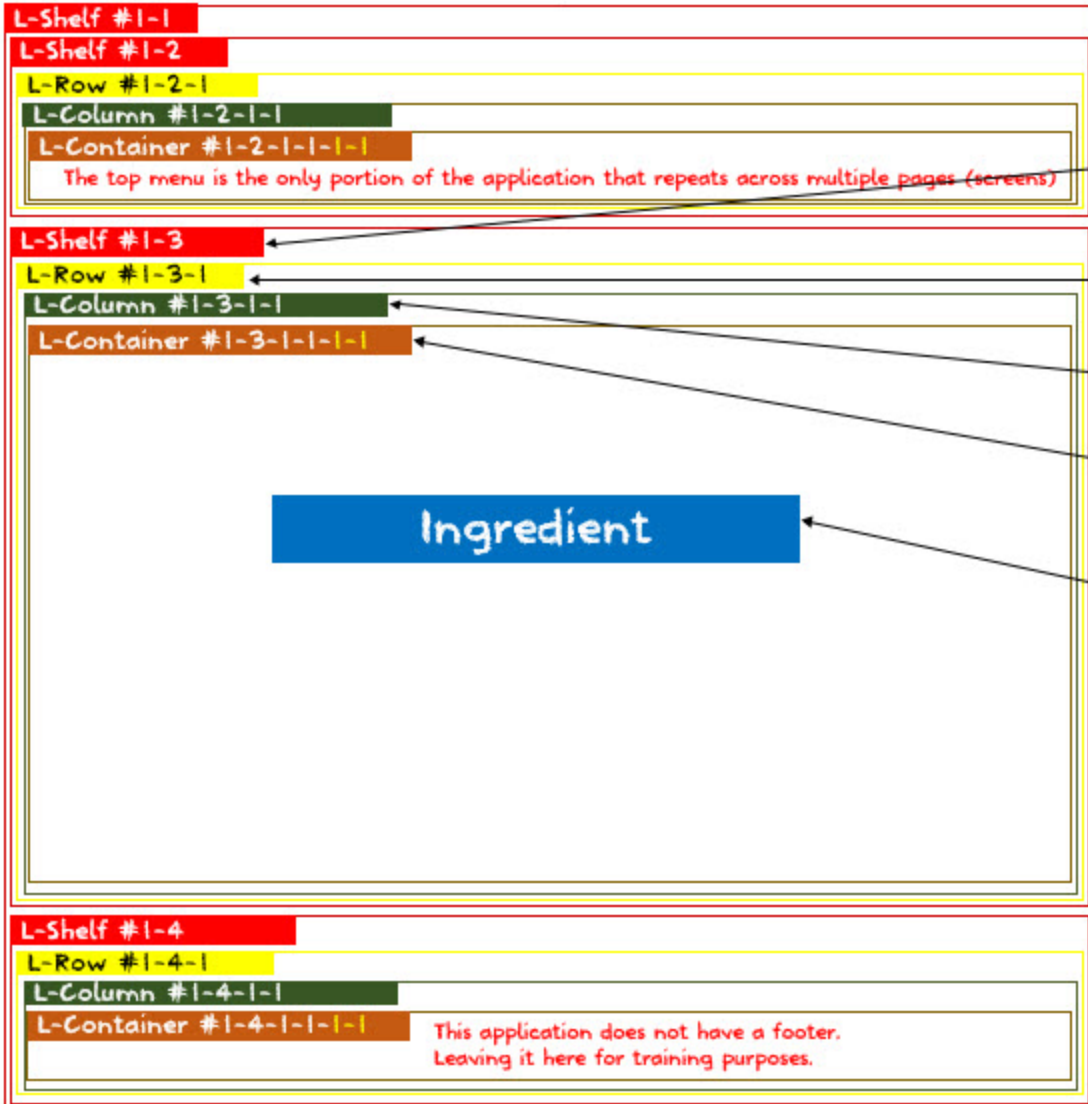 L-Shelf #1-1
L-Shelf #1-2
L-Row #1-2-1
L-Column #1-2-1-1
L-Container #1-2-1-1-1-1
The top menu is the only portion of the application that repeats across multiple pages (screens)
L-Shelf #1-3
L-Row #1-3-1
L-Column #1-3-1-1
L-Container #1-3-1-1-1-1
Ingredient
L-Shelf #1-4
L-Row #1-4-1
L-Column #1-4-1-1
L-Container #1-4-1-1-1-1
This application does not have a footer.
Leaving it here for training purposes.